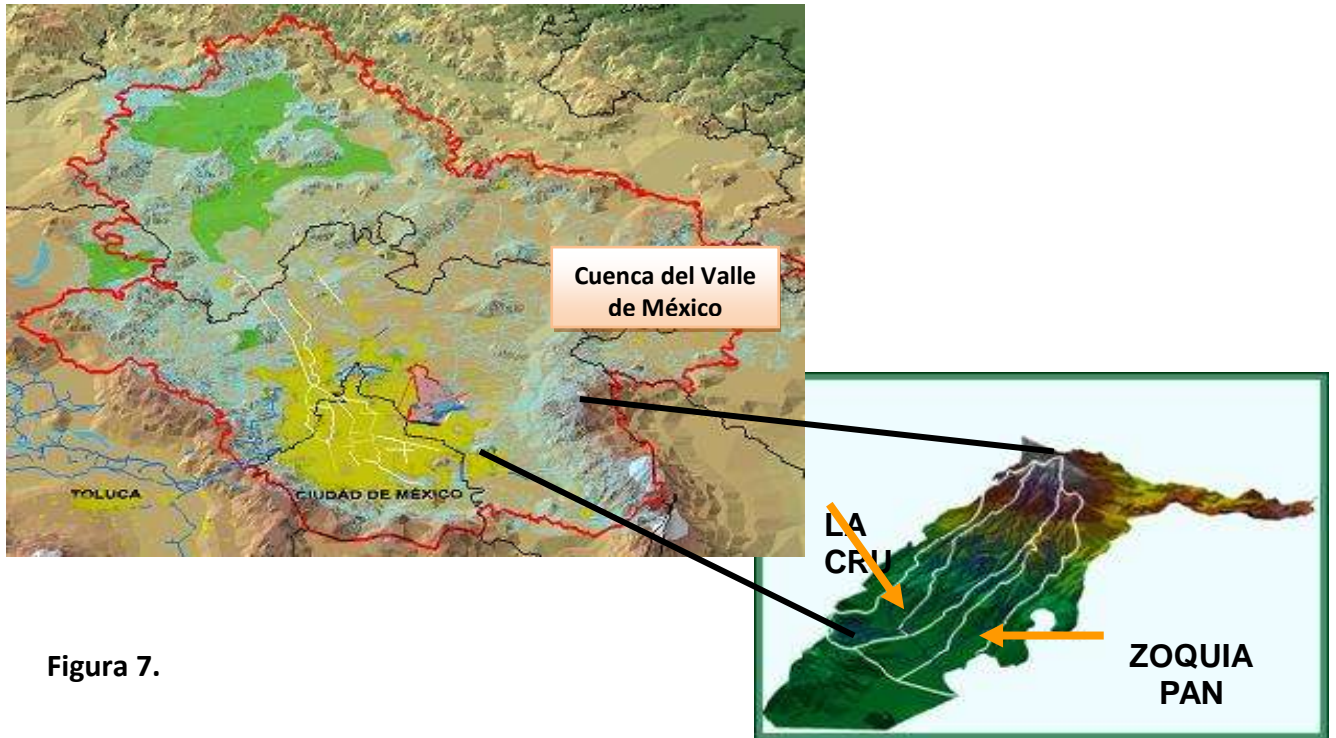 Cuenca del Valle
de México
TOLUCA
CIUDAD DE MÉXICO
LA
CRU
ZOQUIA
PAN
Figura 7.